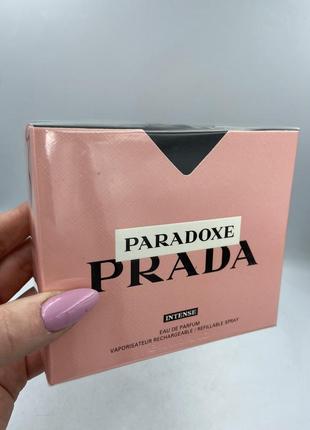 PARADOXE
PRADA
INTENSE
EAU DE PARFUM
VAPORISATEUR RECHARGEABLE / REFILLABLE SPRAY